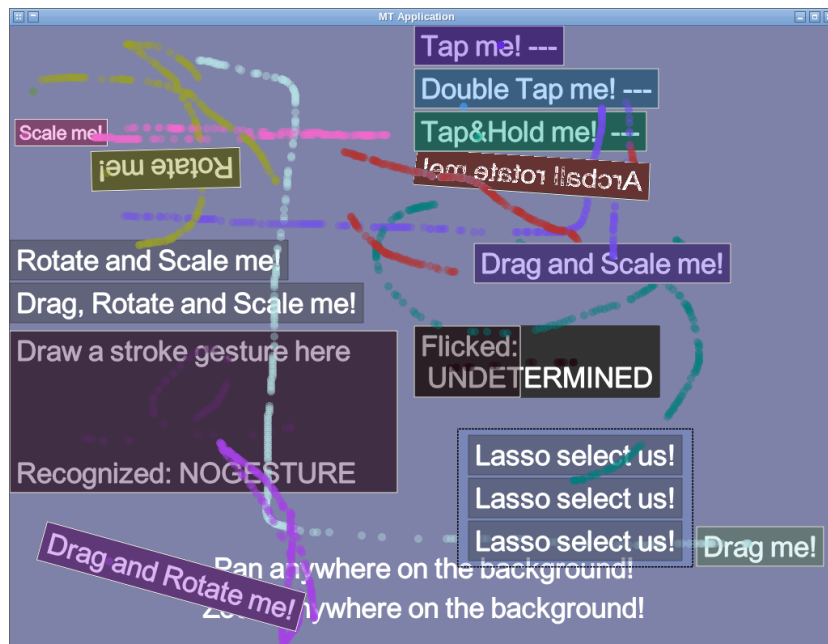 MT Application
Tap me! ---
Double Tap me! ---
Tap&Hold me! ---
Scale me!
Rotate me!
Arcball rotate me!
Rotate and Scale me!
Drag and Scale me!
Drag, Rotate and Scale me!
Draw a stroke gesture here
Flicked:
UNDETERMINED
Recognized: NOGESTURE
Lasso select us!
Lasso select us!
Lasso select us!
Drag me!
Drag and Rotate me!
Pan anywhere on the background!
anywhere on the background!